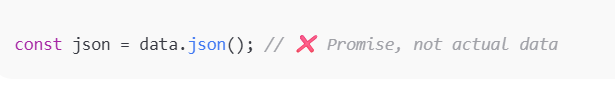 const json = data.json(); // ❌ Promise, not actual data